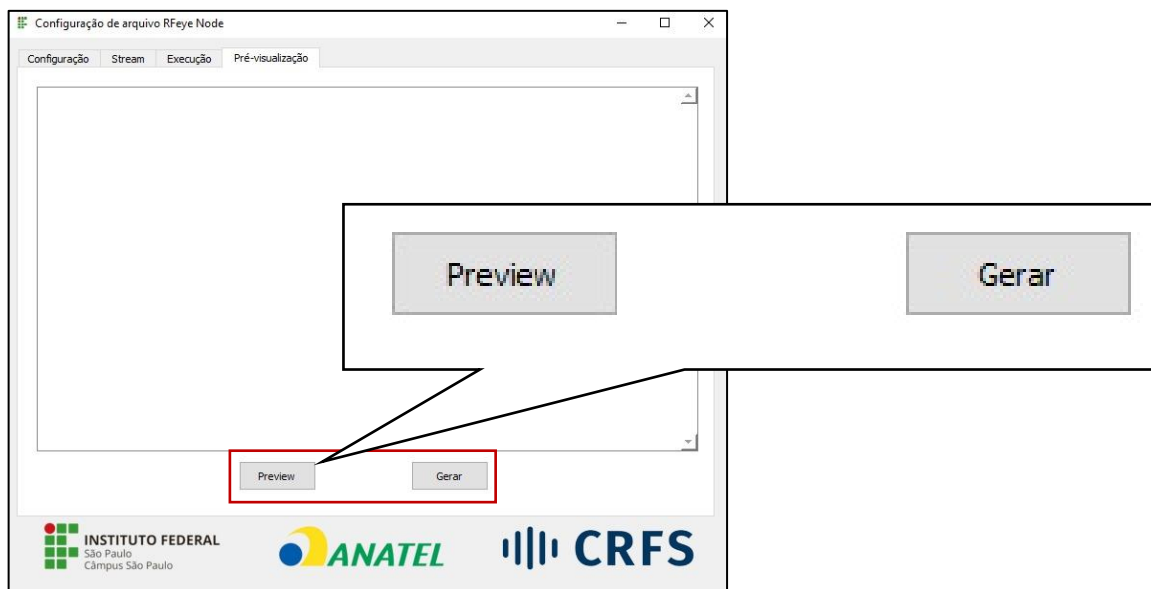 Configuração de arquivo RFeye Node
Configuração Stream Execução Pré-visualização
Preview Gerar
Preview Gerar
INSTITUTO FEDERAL
São Paulo
Câmpus São Paulo
ANATEL
CRFS